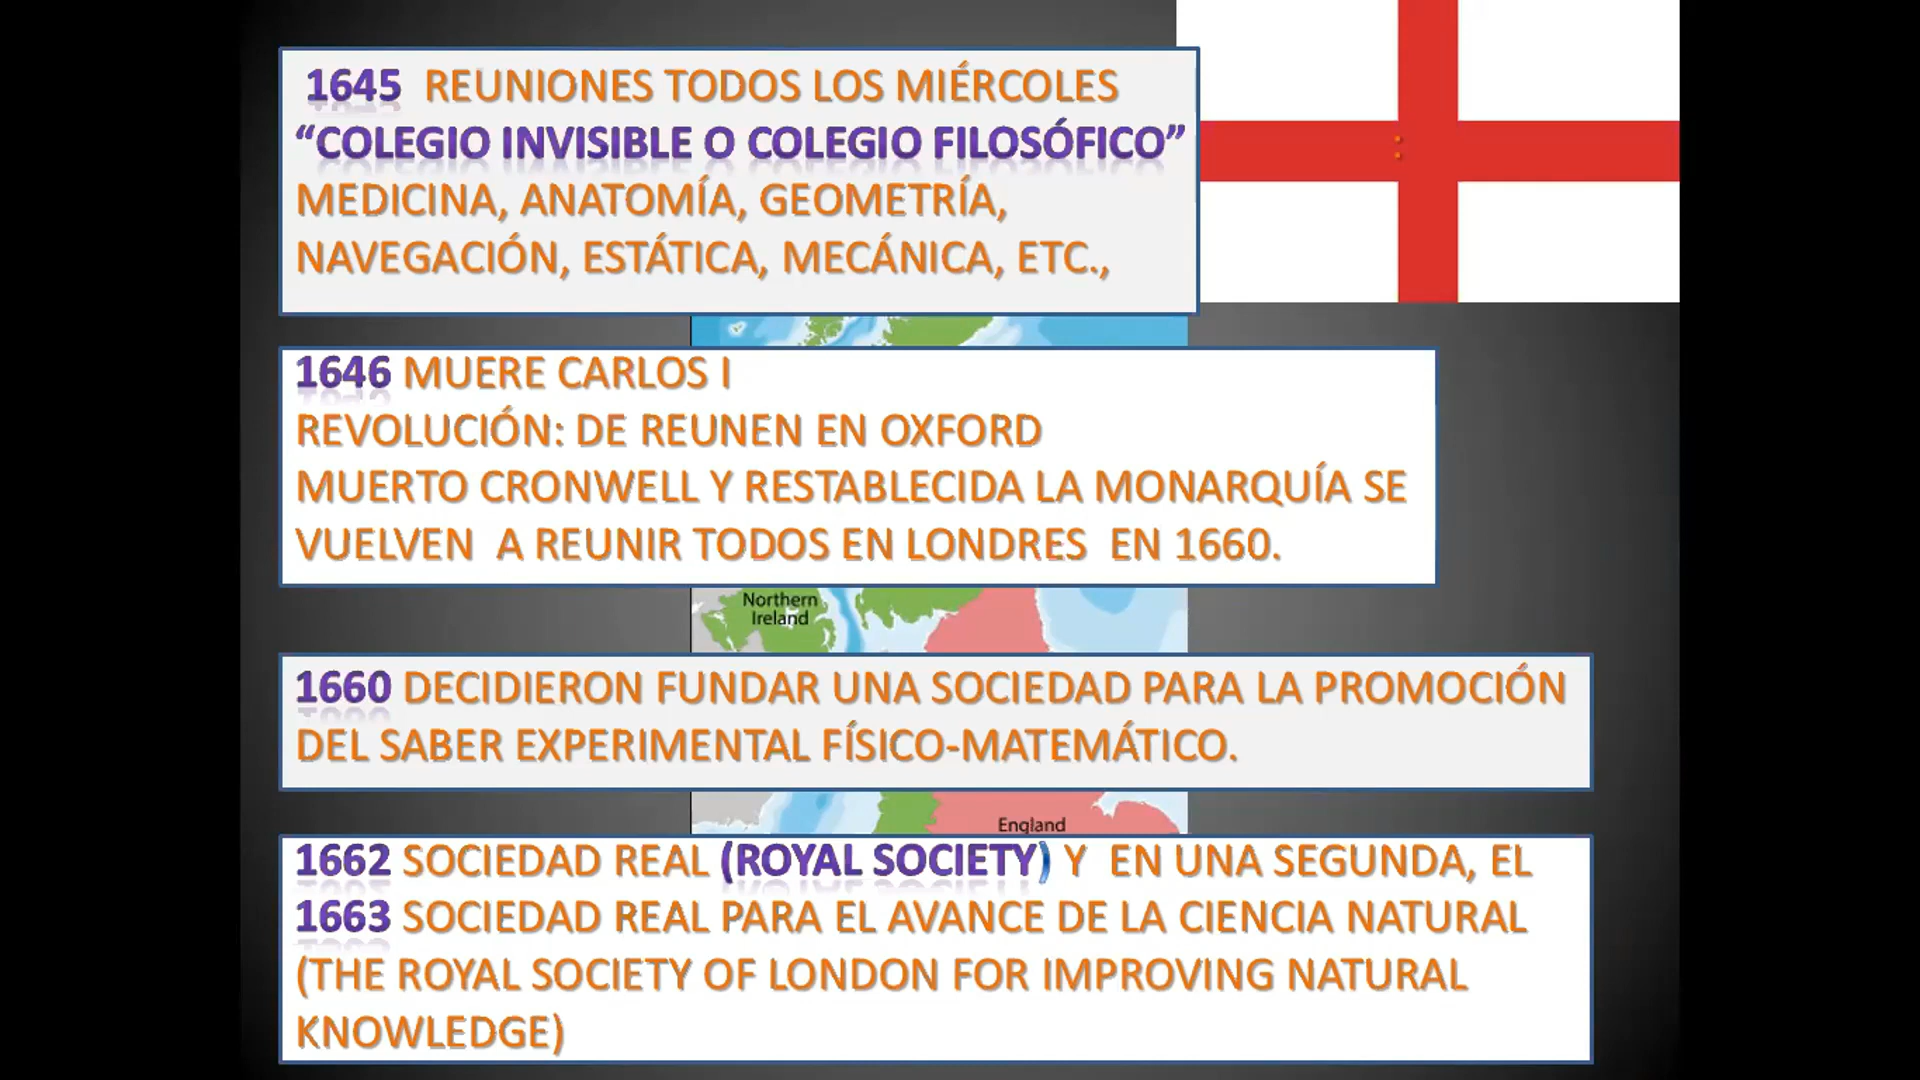 1645 REUNIONES TODOS LOS MIÉRCOLES
“COLEGIO INVISIBLE O COLEGIO FILOSÓFICO”
MEDICINA, ANATOMÍA, GEOMETRÍA,
NAVEGACIÓN, ESTÁTICA, MECÁNICA, ETC.,
:
1646 MUERE CARLOS I
REVOLUCIÓN: DE REUNEN EN OXFORD
MUERTO CRONWELL Y RESTABLECIDA LA MONARQUÍA SE
VUELVEN A REUNIR TODOS EN LONDRES EN 1660.
Northern
Ireland
1660 DECIDIERON FUNDAR UNA SOCIEDAD PARA LA PROMOCIÓN
DEL SABER EXPERIMENTAL FÍSICO-MATEMÁTICO.
England
1662 SOCIEDAD REAL (ROYAL SOCIETY) Y EN UNA SEGUNDA, EL
1663 SOCIEDAD REAL PARA EL AVANCE DE LA CIENCIA NATURAL
(THE ROYAL SOCIETY OF LONDON FOR IMPROVING NATURAL
KNOWLEDGE)